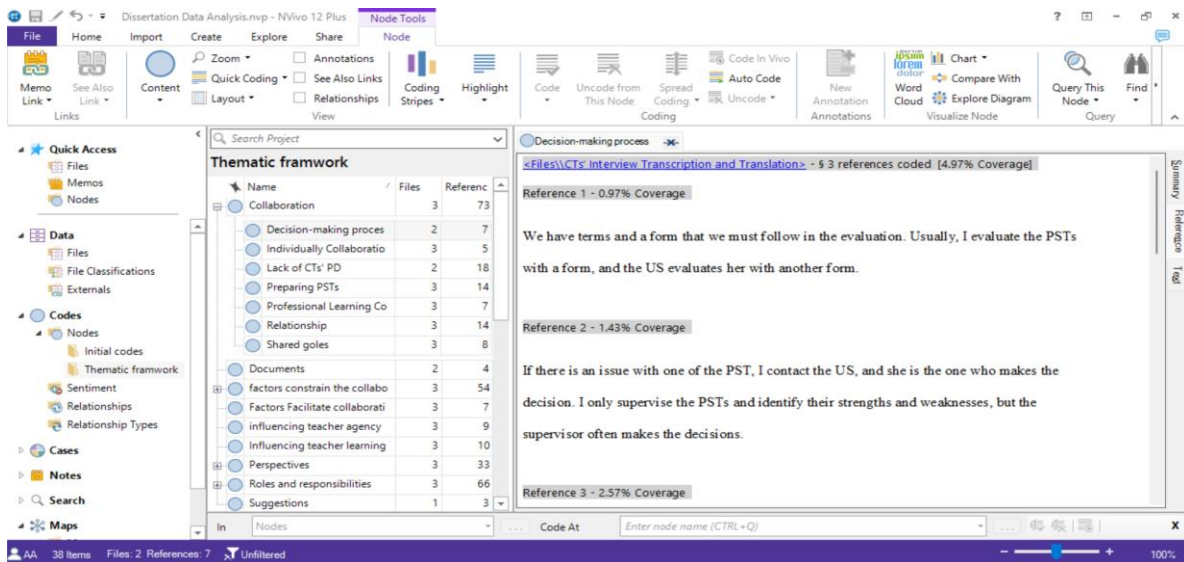 Dissertation Data Analysis.nvp - NVivo 12 Plus
Node Tools
?
File
Home
Import
Create
Explore
Share
Node
Memo Link
See Also Link
Links
Content
Zoom
Quick Coding
Layout
Annotations
See Also Links
Relationships
Coding Stripes
Highlight
View
Code
Uncode from This Node
Spread Coding
Code In Vivo
Auto Code
Uncode
Coding
New Annotation
Annotations
lorem
dolor
Word Cloud
Chart
Compare With
Explore Diagram
Visualize Node
Query This Node
Find
Query
Quick Access
Files
Memos
Nodes
Data
Files
File Classifications
Externals
Codes
Nodes
Initial codes
Thematic framwork
Sentiment
Relationships
Relationship Types
Cases
Notes
Search
Maps
Search Project
Thematic framwork
Name Files Referenc
Collaboration 3 73
Decision-making proces 2 7
Individually Collaboratio 3 5
Lack of CTs' PD 2 18
Preparing PSTs 3 14
Professional Learning Co 3 7
Relationship 3 14
Shared goles 3 8
Documents 2 4
factors constrain the collabo 3 54
Factors Facilitate collaborati 3 7
influencing teacher agency 3 9
Influencing teacher learning 3 10
Perspectives 3 33
Roles and responsibilities 3 66
Suggestions 1 3
Decision-making process
<Files\\CTs' Interview Transcription and Translation> - § 3 references coded [4.97% Coverage]
Reference 1 - 0.97% Coverage
We have terms and a form that we must follow in the evaluation. Usually, I evaluate the PSTs
with a form, and the US evaluates her with another form.
Reference 2 - 1.43% Coverage
If there is an issue with one of the PST, I contact the US, and she is the one who makes the
decision. I only supervise the PSTs and identify their strengths and weaknesses, but the
supervisor often makes the decisions.
Reference 3 - 2.57% Coverage
Summary
Reference
Text
In
Nodes
...
Code At
Enter node name (CTRL+Q)
...
X
AA 38 Items Files: 2 References: 7 Unfiltered
100%